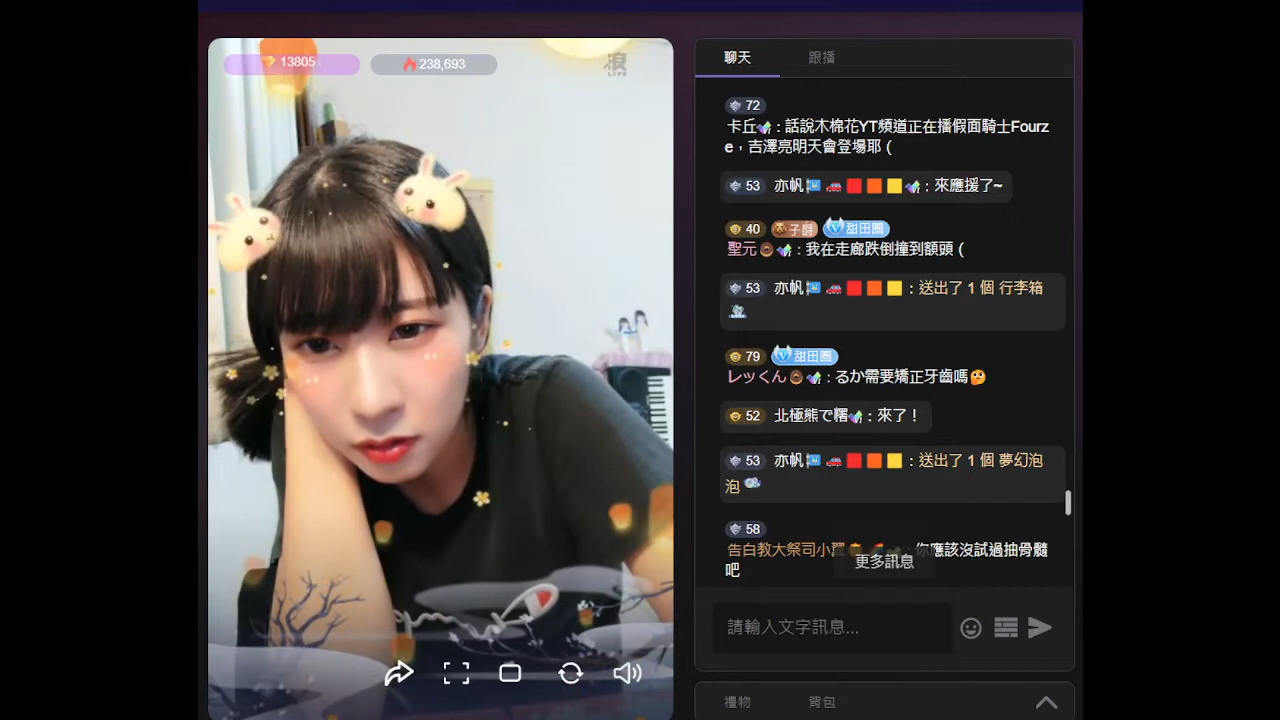 13805
238,693
浪
LIVE
聊天
跟播
72
卡丘：話說木棉花YT頻道正在播假面騎士Fourz
e，吉澤亮明天會登場耶 (
53 亦帆：來應援了~
40 子爵 甜田圈
聖元：我在走廊跌倒撞到額頭 (
53 亦帆：送出了 1 個 行李箱
79 甜田圈
レッくん：るか需要矯正牙齒嗎🤔
52 北極熊で糬：來了！
53 亦帆：送出了 1 個 夢幻泡
泡
58
告白教大祭司小 你應該沒試過抽骨髓
吧
更多訊息
請輸入文字訊息...
禮物
背包